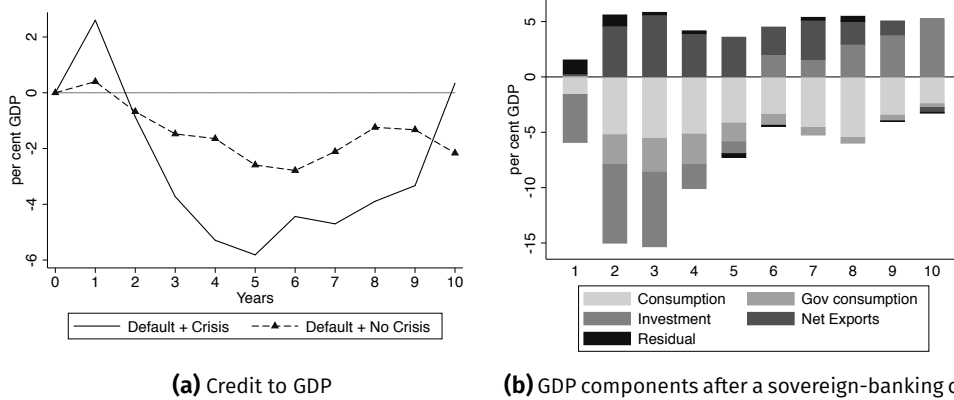 per cent GDP
2
0
-2
-4
-6
0 1 2 3 4 5 6 7 8 9 10
Years
Default + Crisis Default + No Crisis
(a) Credit to GDP
per cent GDP
5
0
-5
-10
-15
1 2 3 4 5 6 7 8 9 10
Consumption Gov consumption
Investment Net Exports
Residual
(b) GDP components after a sovereign-banking c